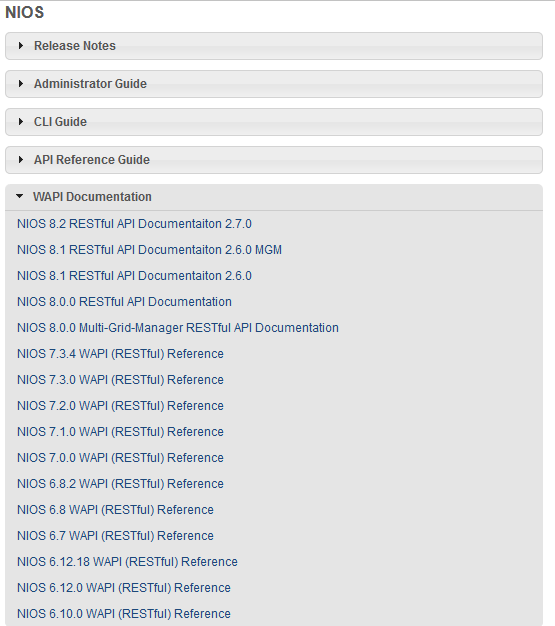 NIOS
Release Notes
Administrator Guide
CLI Guide
API Reference Guide
WAPI Documentation
NIOS 8.2 RESTful API Documentaiton 2.7.0
NIOS 8.1 RESTful API Documentaiton 2.6.0 MGM
NIOS 8.1 RESTful API Documentaiton 2.6.0
NIOS 8.0.0 RESTful API Documentation
NIOS 8.0.0 Multi-Grid-Manager RESTful API Documentation
NIOS 7.3.4 WAPI (RESTful) Reference
NIOS 7.3.0 WAPI (RESTful) Reference
NIOS 7.2.0 WAPI (RESTful) Reference
NIOS 7.1.0 WAPI (RESTful) Reference
NIOS 7.0.0 WAPI (RESTful) Reference
NIOS 6.8.2 WAPI (RESTful) Reference
NIOS 6.8 WAPI (RESTful) Reference
NIOS 6.7 WAPI (RESTful) Reference
NIOS 6.12.18 WAPI (RESTful) Reference
NIOS 6.12.0 WAPI (RESTful) Reference
NIOS 6.10.0 WAPI (RESTful) Reference